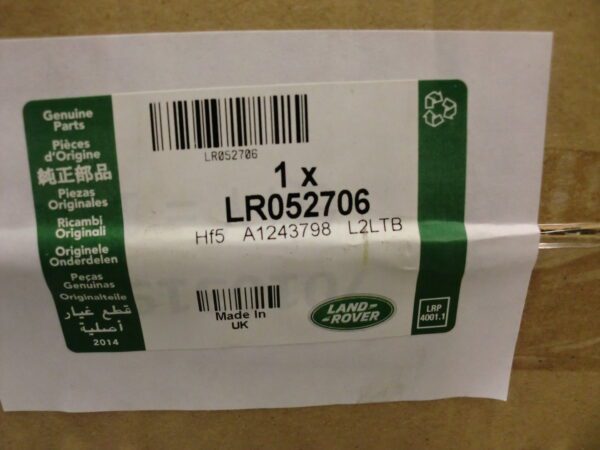 Genuine
Parts
Pièces
d'Origine
純正部品
Piezas
Originales
Ricambi
Originali
Originele
Onderdelen
Peças
Genuinas
Originalteile
قطع غيار
أصلية
2014
LR052706
1 x
LR052706
Hf5 A1243798 L2LTB
Made In
UK
LAND-
-ROVER
LRP
4001.1